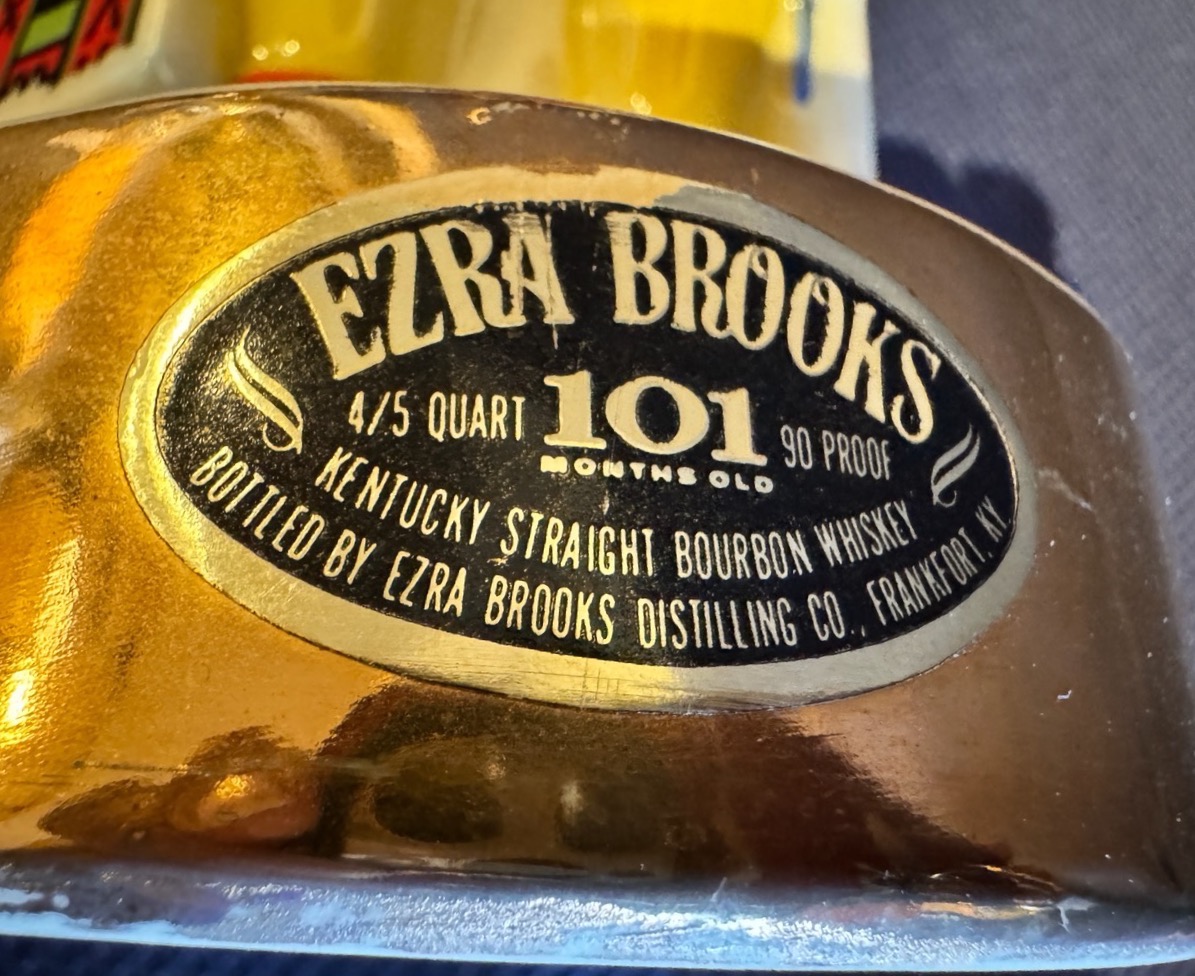 EZRA BROOKS
4/5 QUART 101 90 PROOF
MONTHS OLD
KENTUCKY STRAIGHT BOURBON WHISKEY
BOTTLED BY EZRA BROOKS DISTILLING CO., FRANKFORT, KY